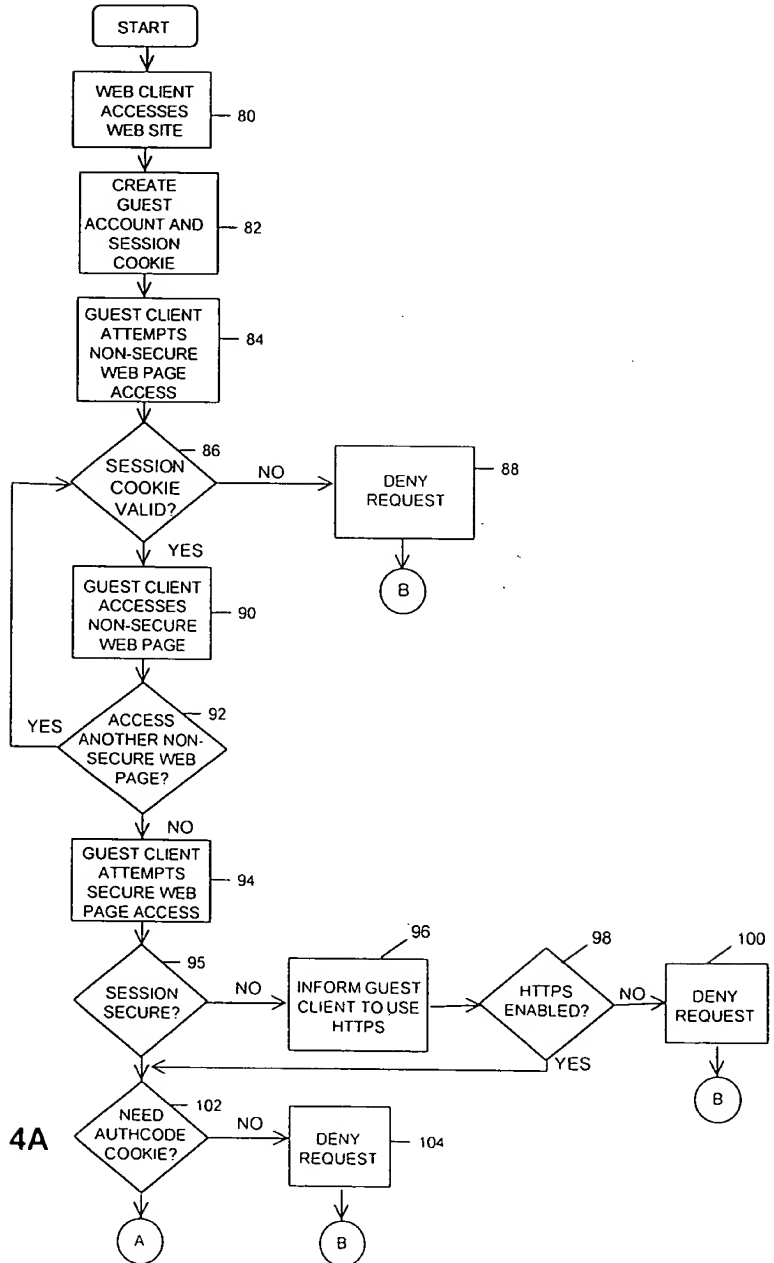 START
WEB CLIENT
ACCESSES
WEB SITE
80
CREATE
GUEST
ACCOUNT AND
SESSION
COOKIE
82
GUEST CLIENT
ATTEMPTS
NON-SECURE
WEB PAGE
ACCESS
84
86
SESSION
COOKIE
VALID?
NO
DENY
REQUEST
88
B
YES
GUEST CLIENT
ACCESSES
NON-SECURE
WEB PAGE
90
92
YES
ACCESS
ANOTHER NON-
SECURE WEB
PAGE?
NO
GUEST CLIENT
ATTEMPTS
SECURE WEB
PAGE ACCESS
94
95
SESSION
SECURE?
NO
96
INFORM GUEST
CLIENT TO USE
HTTPS
98
HTTPS
ENABLED?
NO
100
DENY
REQUEST
B
YES
102
4A
NEED
AUTHCODE
COOKIE?
NO
DENY
REQUEST
104
A
B